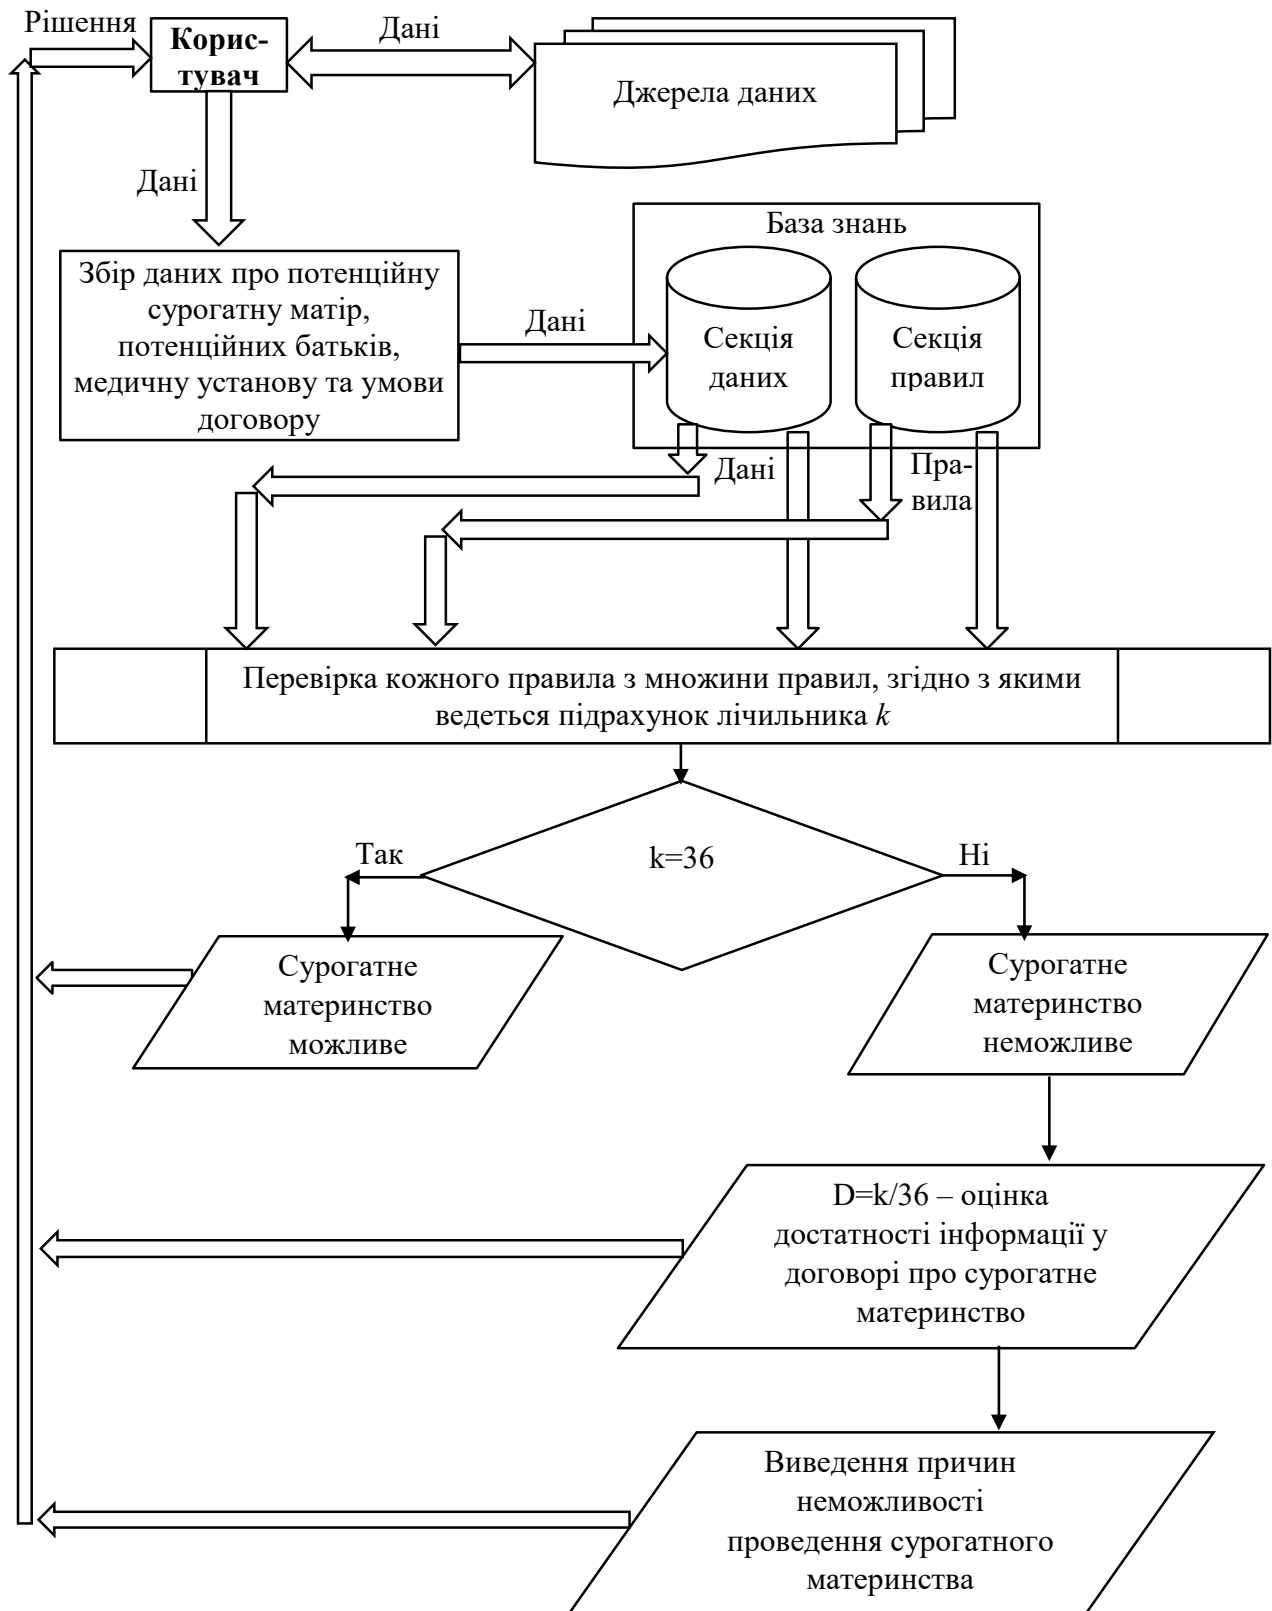 Рішення
Корис-
тувач
Дані
Джерела даних
Дані
База знань
Збір даних про потенційну
сурогатну матір,
потенційних батьків,
медичну установу та умови
договору
Дані
Секція
даних
Секція
правил
Дані
Пра-
вила
Перевірка кожного правила з множини правил, згідно з якими
ведеться підрахунок лічильника k
k=36
Так
Ні
Сурогатне
материнство
можливе
Сурогатне
материнство
неможливе
D=k/36 – оцінка
достатності інформації у
договорі про сурогатне
материнство
Виведення причин
неможливості
проведення сурогатного
материнства